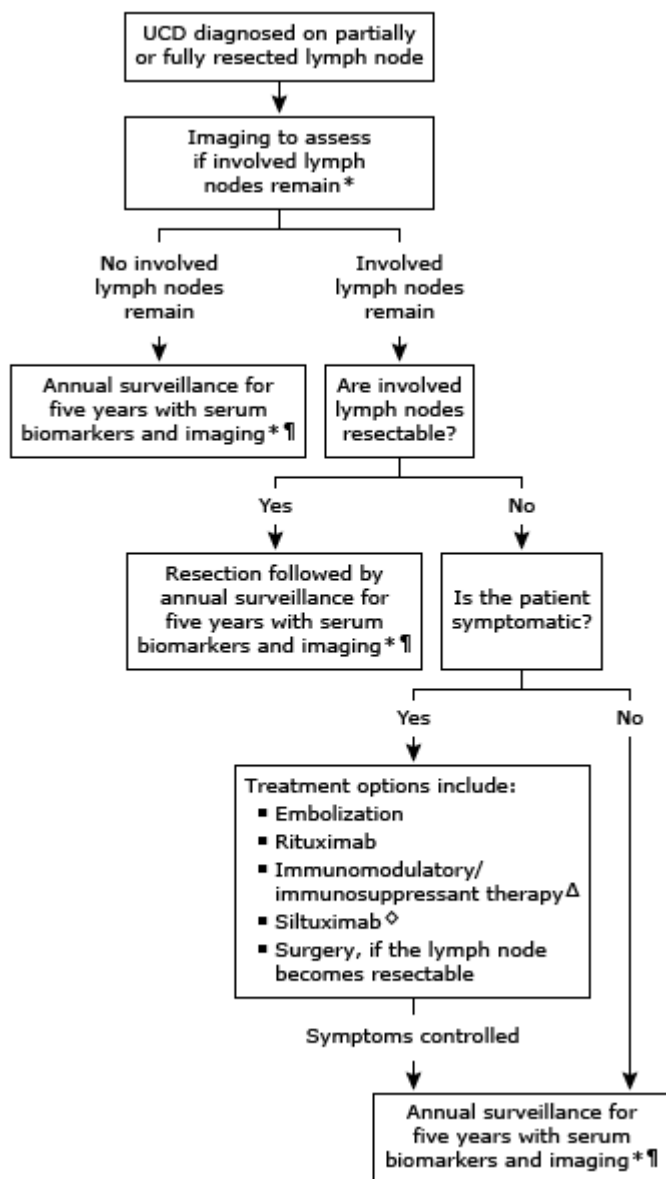 UCD diagnosed on partially
or fully resected lymph node
Imaging to assess
if involved lymph
nodes remain*
No involved
lymph nodes
remain
Involved
lymph nodes
remain
Annual surveillance for
five years with serum
biomarkers and imaging*¶
Are involved
lymph nodes
resectable?
Yes
No
Resection followed by
annual surveillance for
five years with serum
biomarkers and imaging*¶
Is the patient
symptomatic?
Yes
No
Treatment options include:
▪ Embolization
▪ Rituximab
▪ Immunomodulatory/
immunosuppressant therapyΔ
▪ Siltuximab◇
▪ Surgery, if the lymph node
becomes resectable
Symptoms controlled
Annual surveillance for
five years with serum
biomarkers and imaging*¶